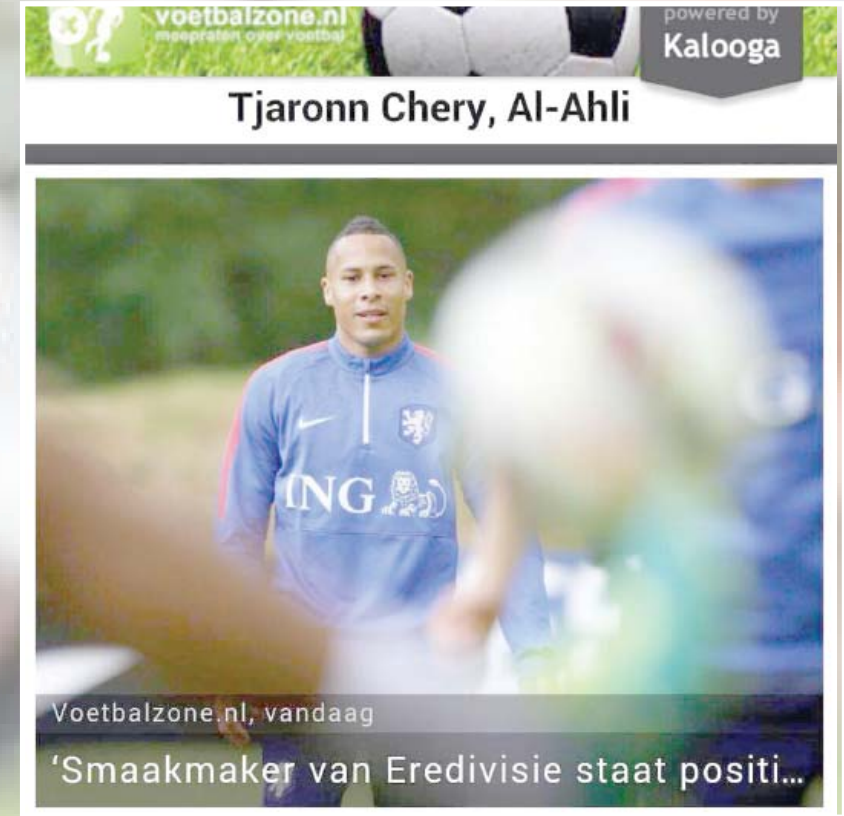 voetbalzone.nl
meepraten over voetbal
powered by
Kalooga
Tjaronn Chery, Al-Ahli
ING
Voetbalzone.nl, vandaag
‘Smaakmaker van Eredivisie staat positi...